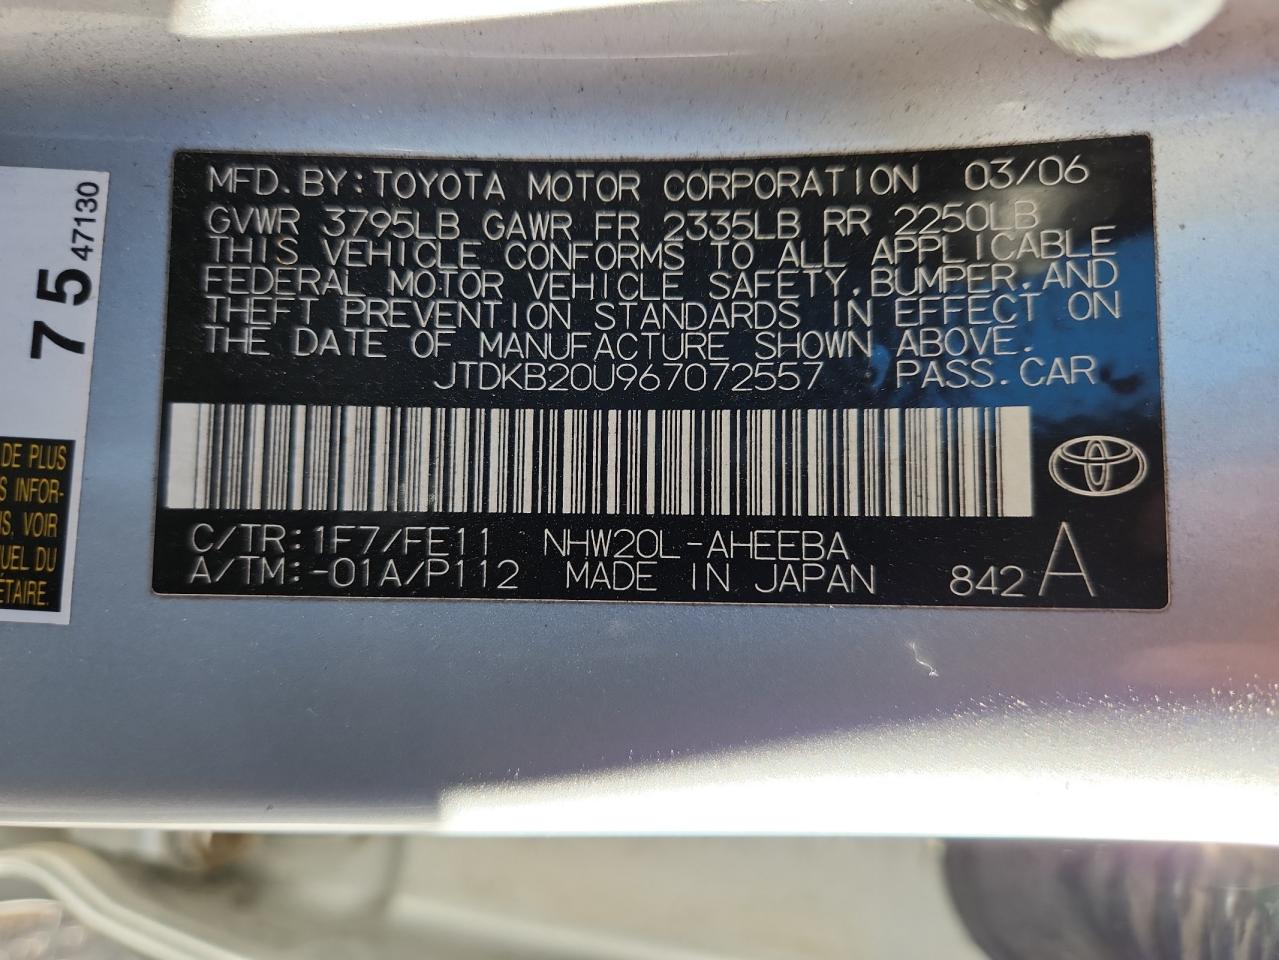 MFD. BY: TOYOTA MOTOR CORPORATION 03/06
GVWR 3795LB GAWR FR 2335LB RR 2250LB
THIS VEHICLE CONFORMS TO ALL APPLICABLE
FEDERAL MOTOR VEHICLE SAFETY, BUMPER, AND
THEFT PREVENTION STANDARDS IN EFFECT ON
THE DATE OF MANUFACTURE SHOWN ABOVE.
JTDKB20U967072557 PASS. CAR
C/TR: 1F7/FE11 NHW20L-AHEEBA
A/TM: -01A/P112 MADE IN JAPAN 842 A
75
47130
DE PLUS
INFOR-
VOIR
DU